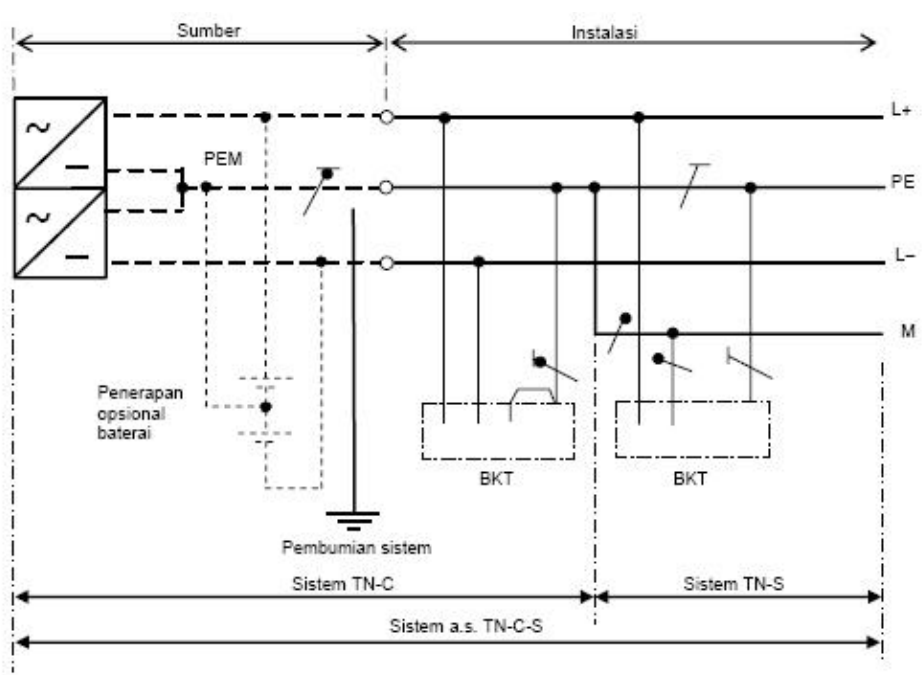 Sumber
Instalasi
L+
PEM
PE
L–
M
Penerapan
opsional
baterai
BKT
BKT
Pembumian sistem
Sistem TN-C
Sistem TN-S
Sistem a.s. TN-C-S